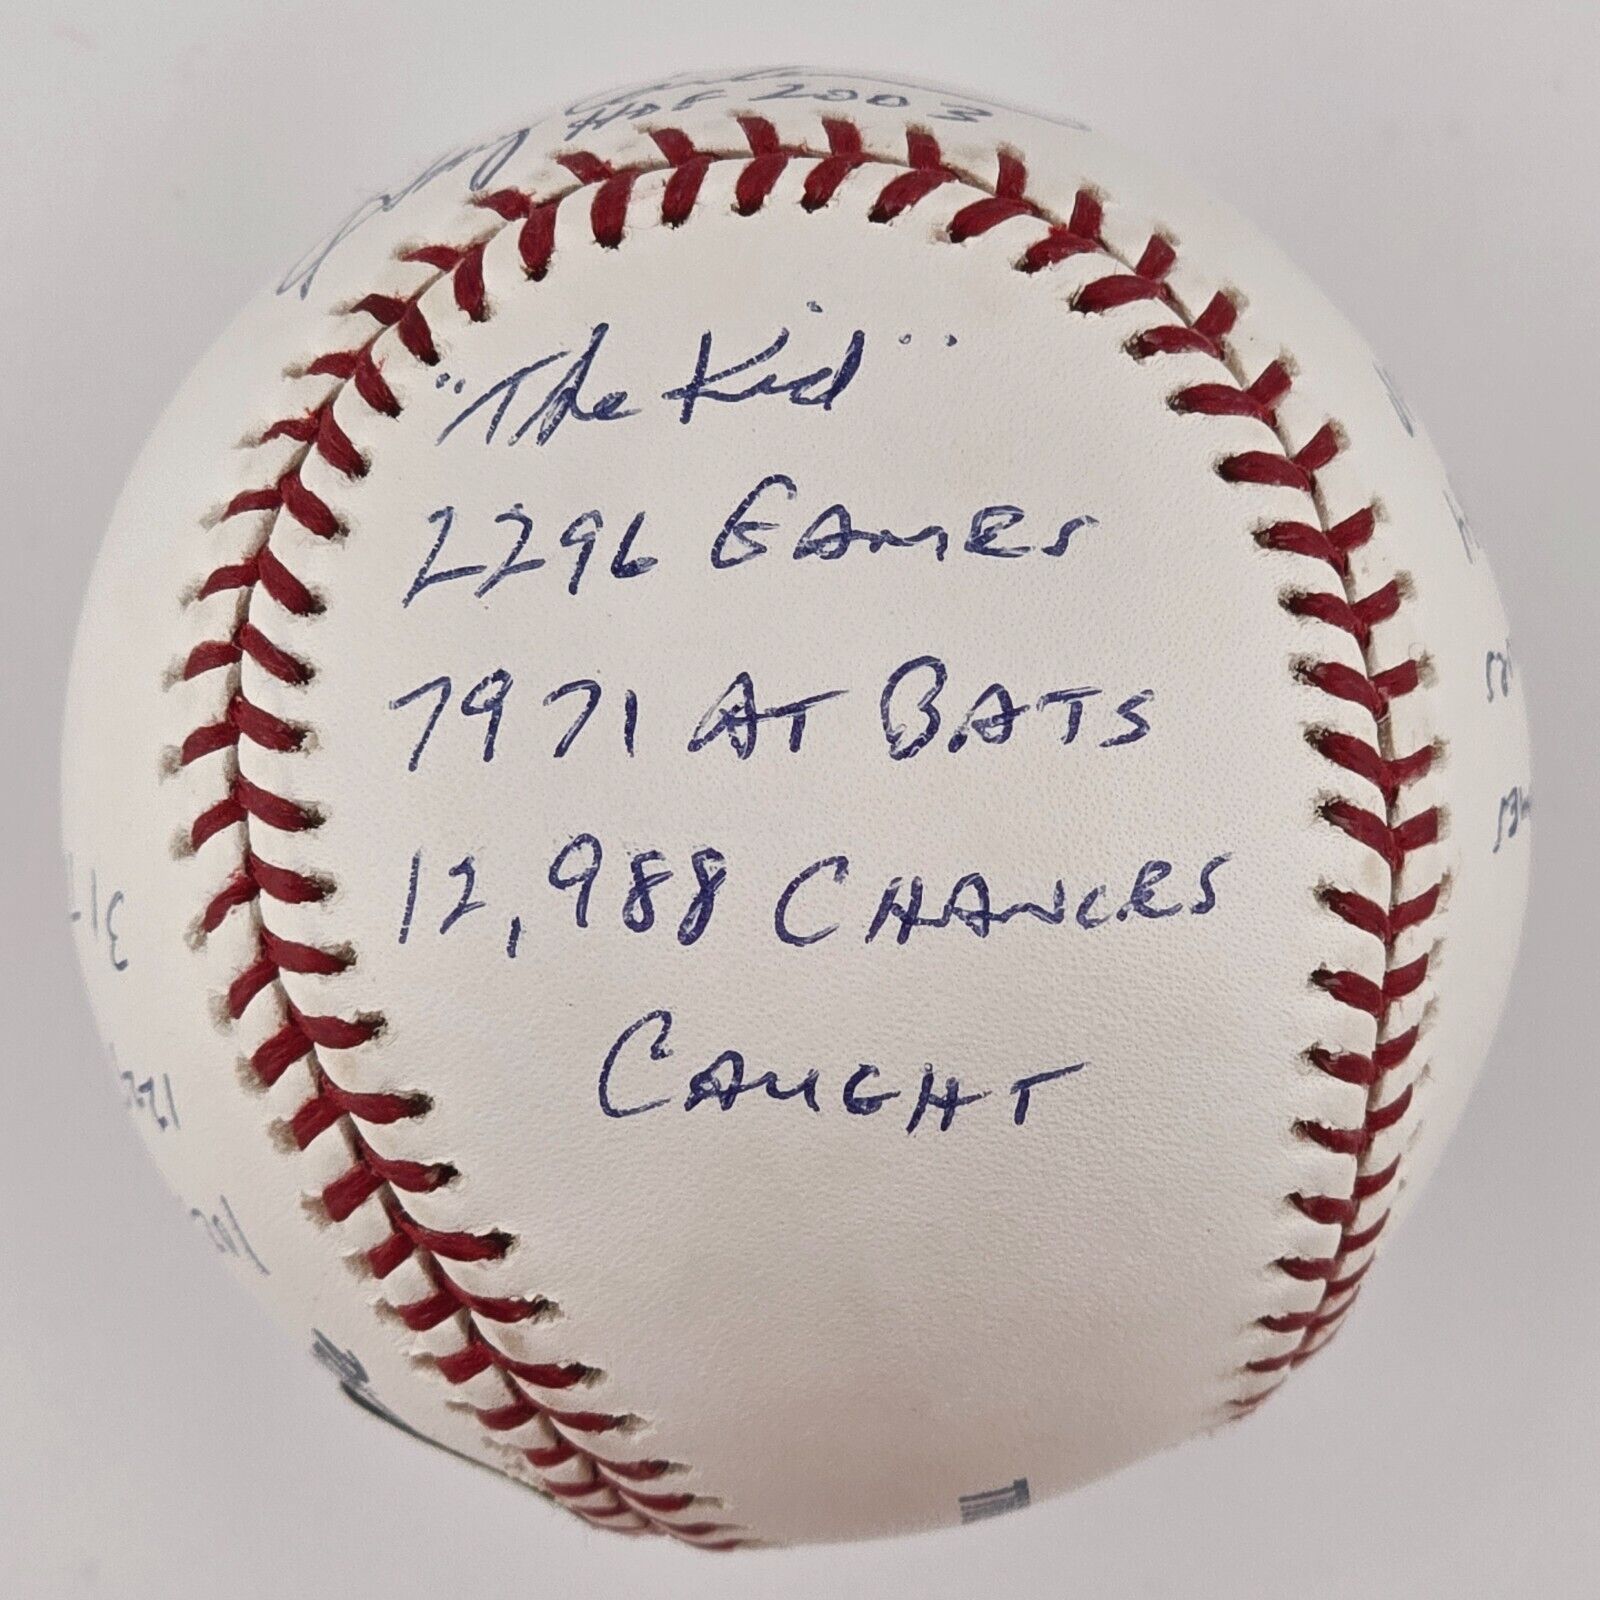 HOF 2003
"The Kid"
2296 GAMES
7971 AT BATS
12,988 CHANCES
CAUGHT